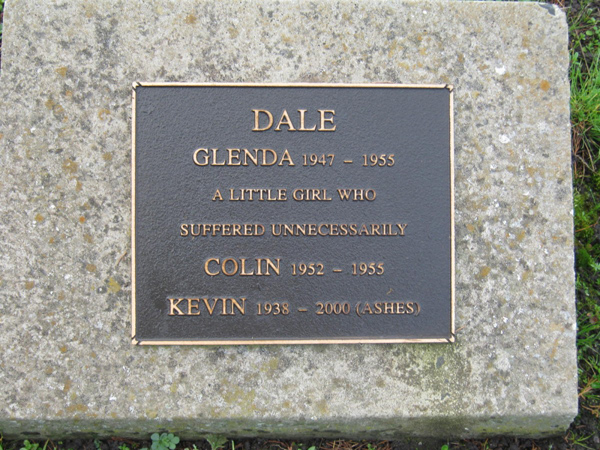 DALE
GLENDA 1947 – 1955
A LITTLE GIRL WHO
SUFFERED UNNECESSARILY
COLIN 1952 – 1955
KEVIN 1938 – 2000 (ASHES)